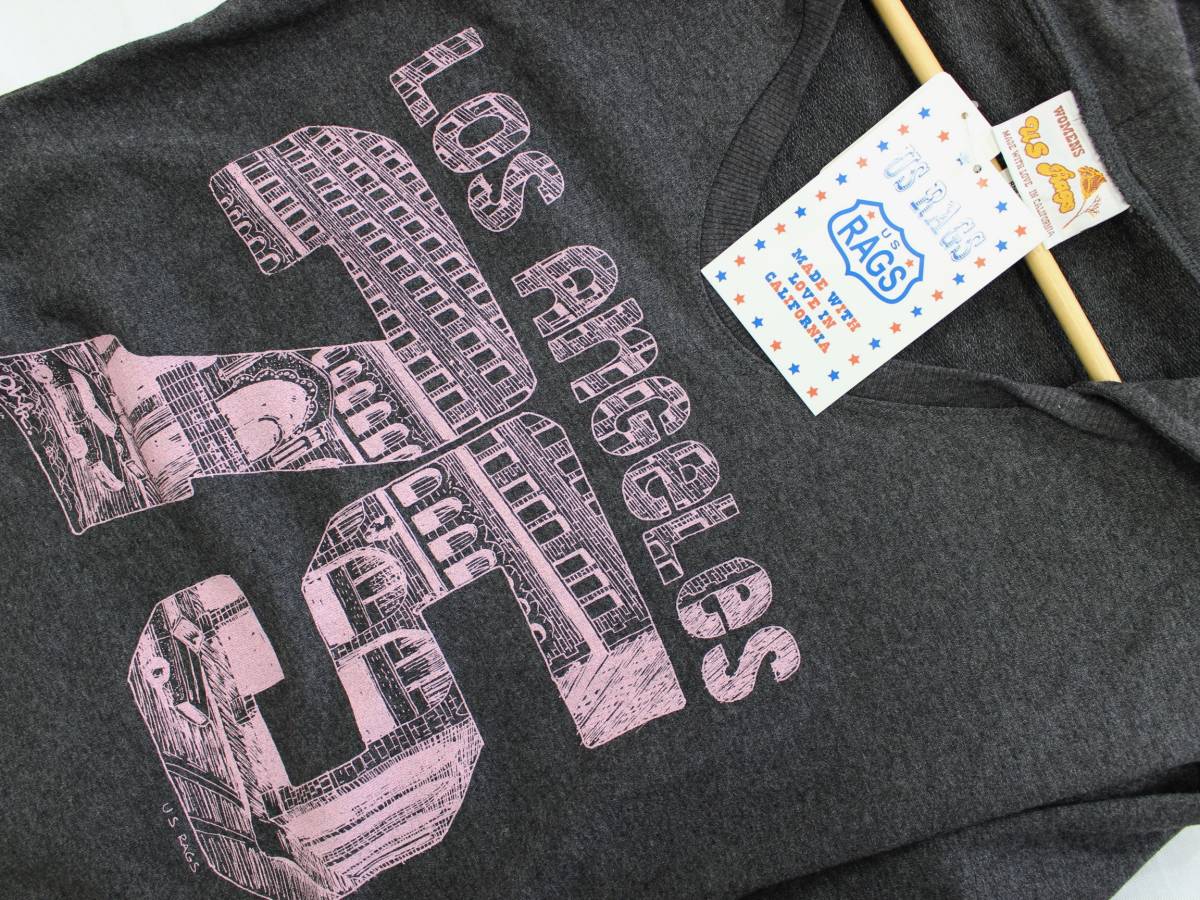 LOS ANGELES
75
US RAGS
US RAGS
US
RAGS
MADE WITH
LOVE IN
CALIFORNIA
WOMENS
US Rags
MADE WITH LOVE IN CALIFORNIA